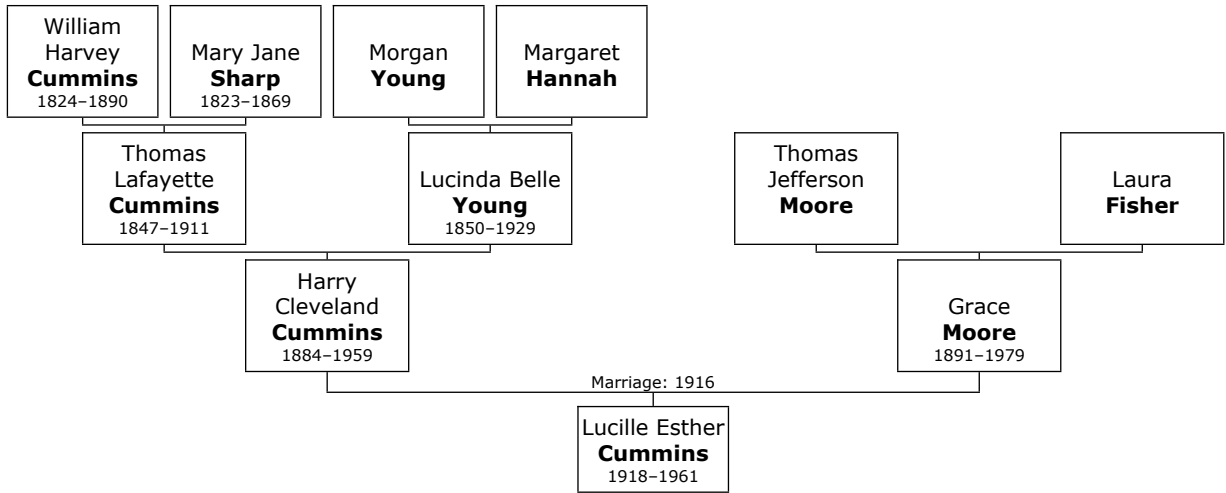 William
Harvey
Cummins
1824–1890
Mary Jane
Sharp
1823–1869
Morgan
Young
Margaret
Hannah
Thomas
Lafayette
Cummins
1847–1911
Lucinda Belle
Young
1850–1929
Thomas
Jefferson
Moore
Laura
Fisher
Harry
Cleveland
Cummins
1884–1959
Grace
Moore
1891–1979
Marriage: 1916
Lucille Esther
Cummins
1918–1961